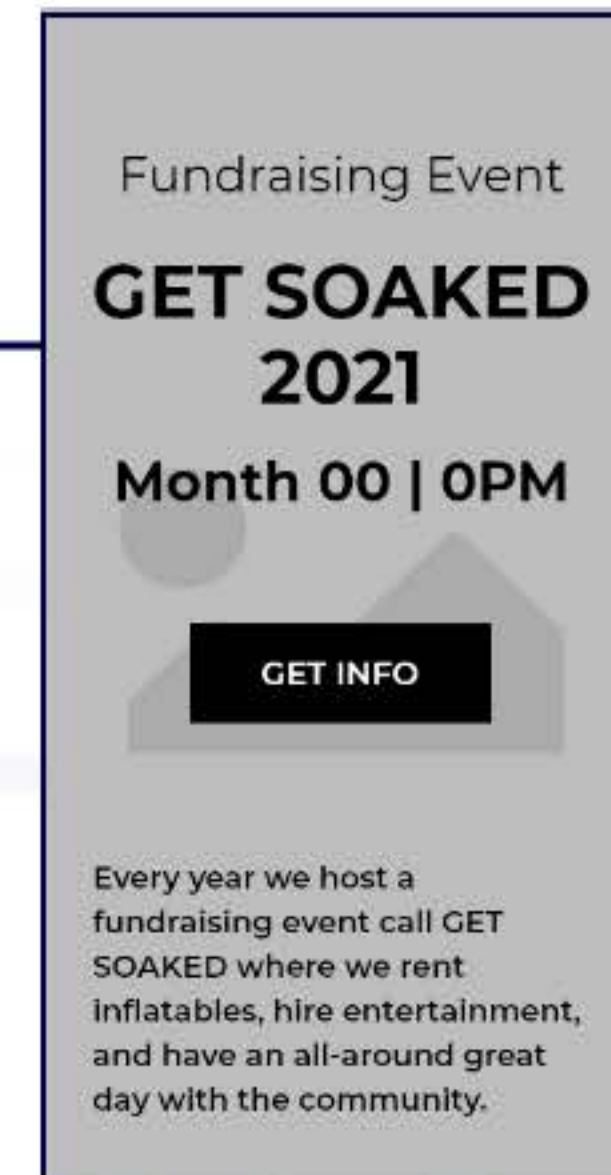 Fundraising Event
GET SOAKED
2021
Month 00 | 0PM
GET INFO
Every year we host a
fundraising event call GET
SOAKED where we rent
inflatables, hire entertainment,
and have an all-around great
day with the community.